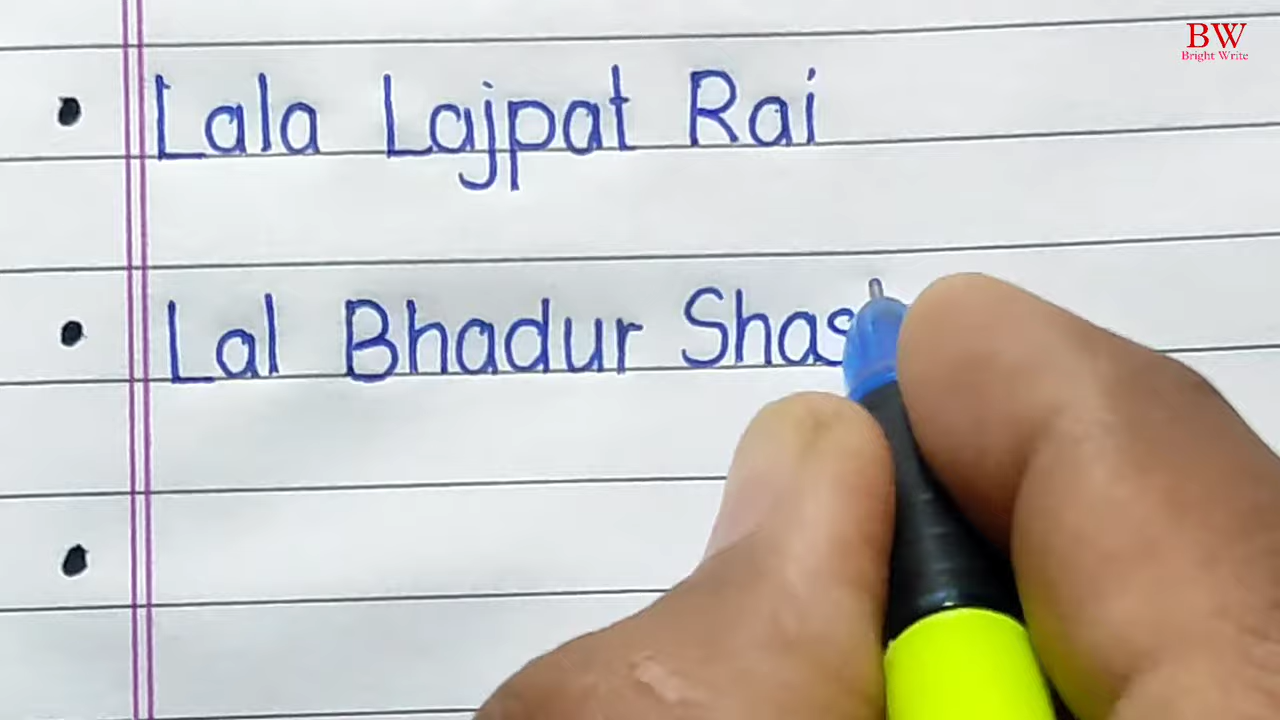 BW
Bright Write
• Lala Lajpat Rai
• Lal Bhadur Shas
•